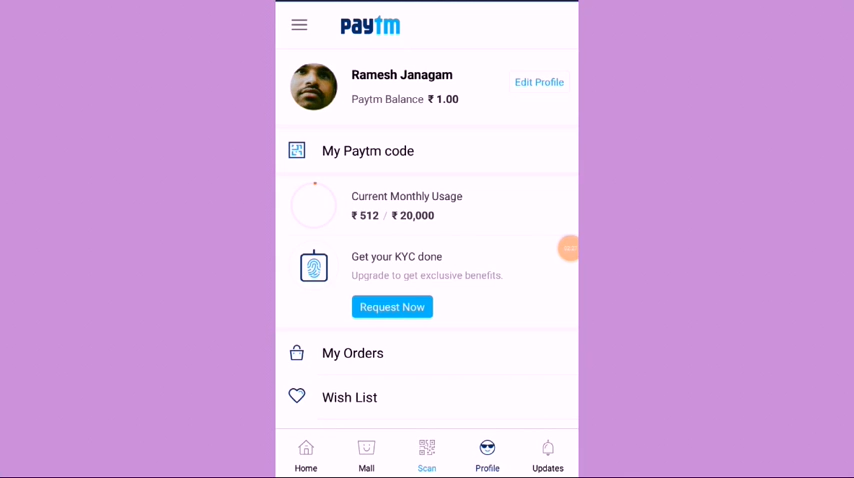 paytm
Ramesh Janagam
Edit Profile
Paytm Balance ₹ 1.00
My Paytm code
Current Monthly Usage
₹ 512 / ₹ 20,000
Get your KYC done
Upgrade to get exclusive benefits.
Request Now
My Orders
Wish List
Home Mall Scan Profile Updates